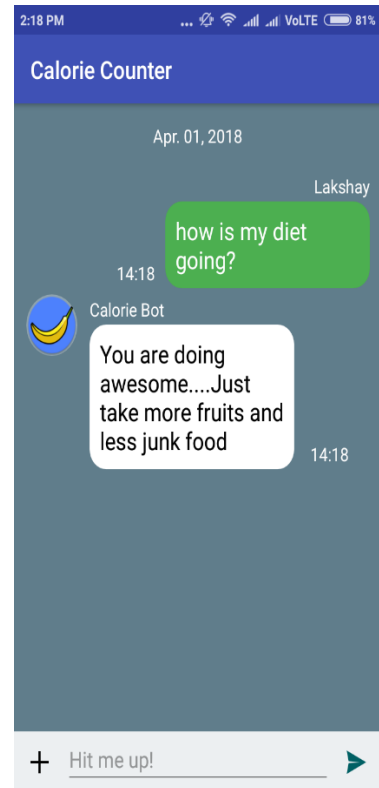 2:18 PM ... VoLTE 81%
Calorie Counter
Apr. 01, 2018
Lakshay
how is my diet
going?
14:18
Calorie Bot
You are doing
awesome....Just
take more fruits and
less junk food
14:18
Hit me up!